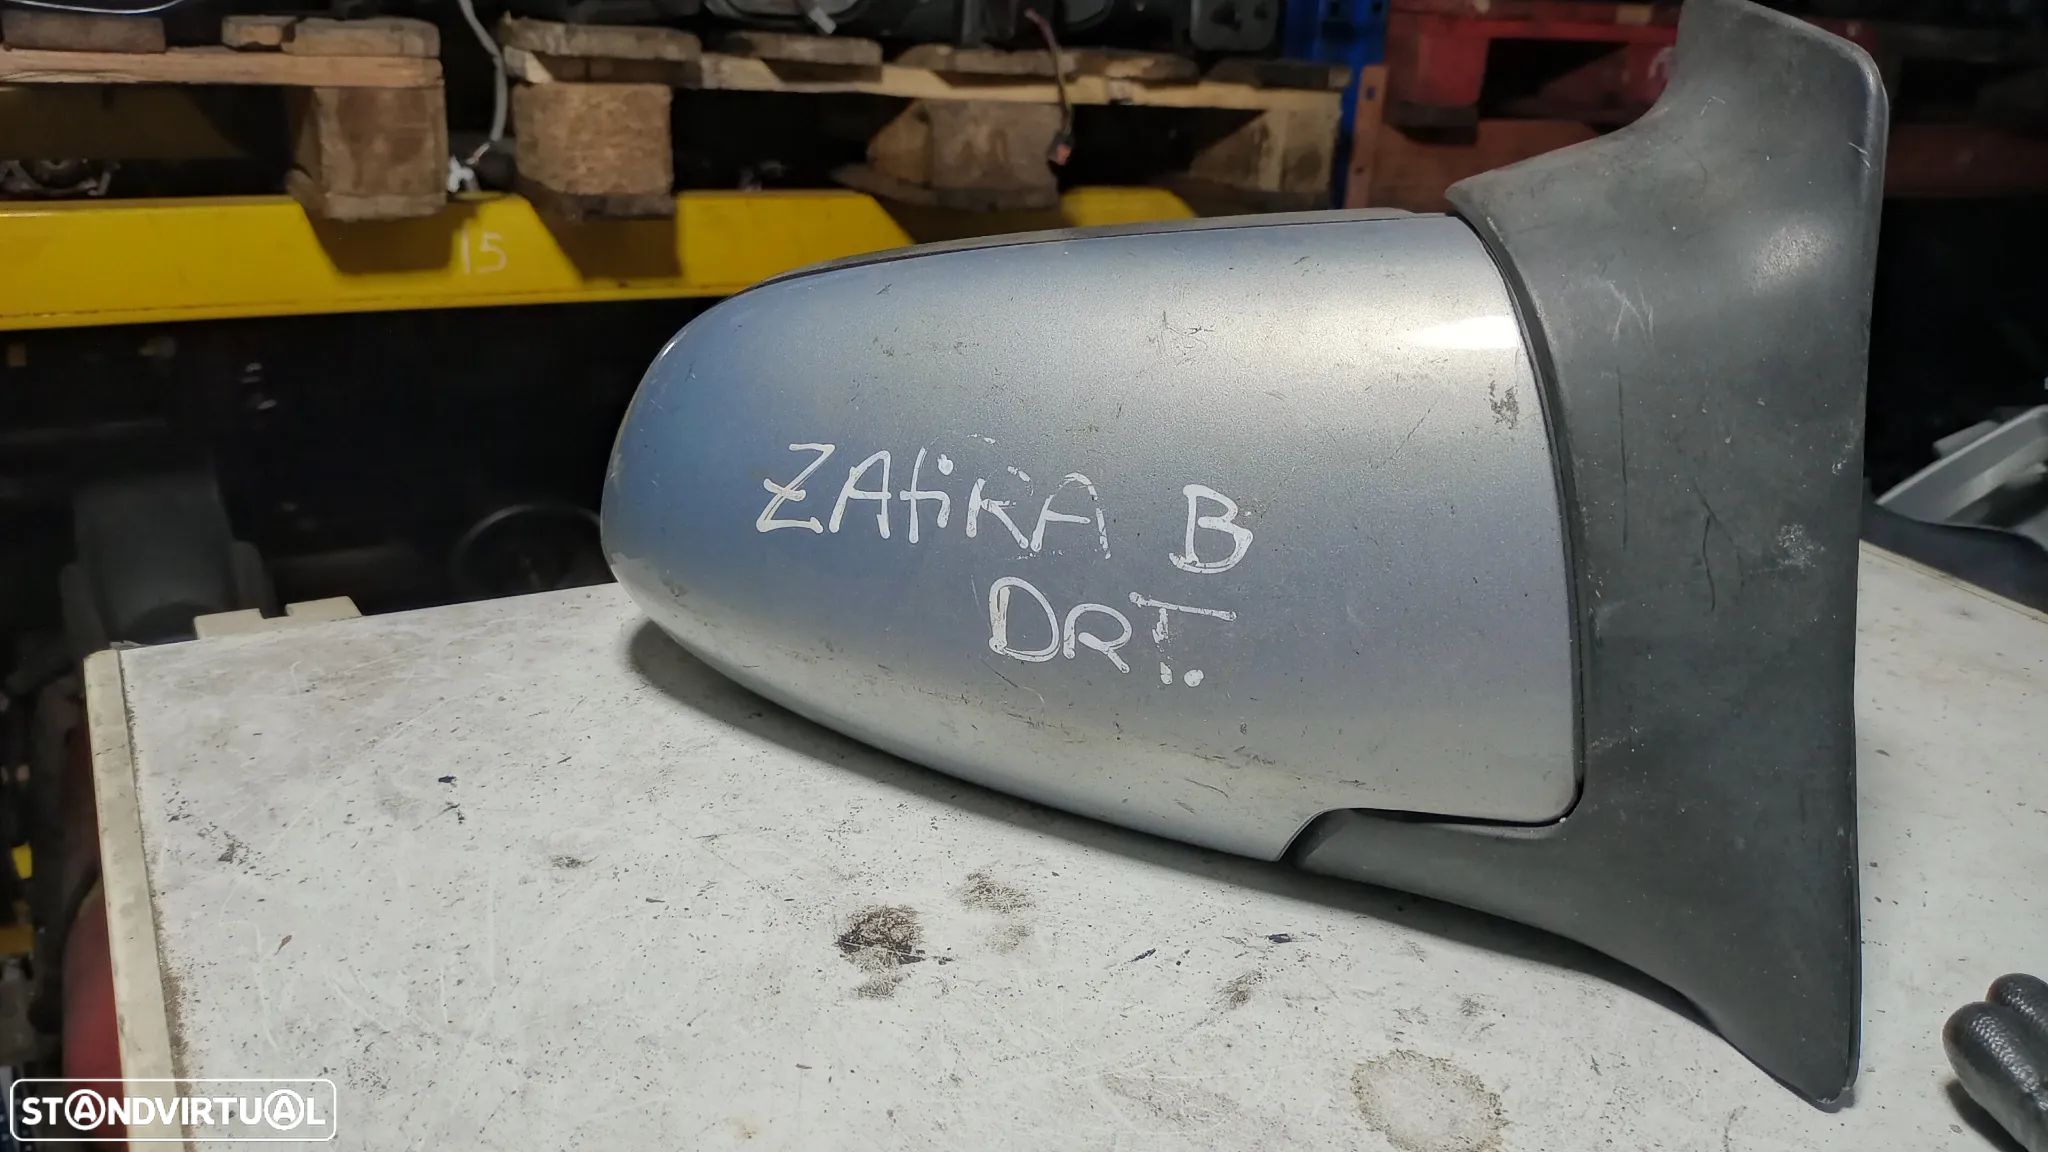 15
ZAfiRA B
DRT.
STANDVIRTUAL